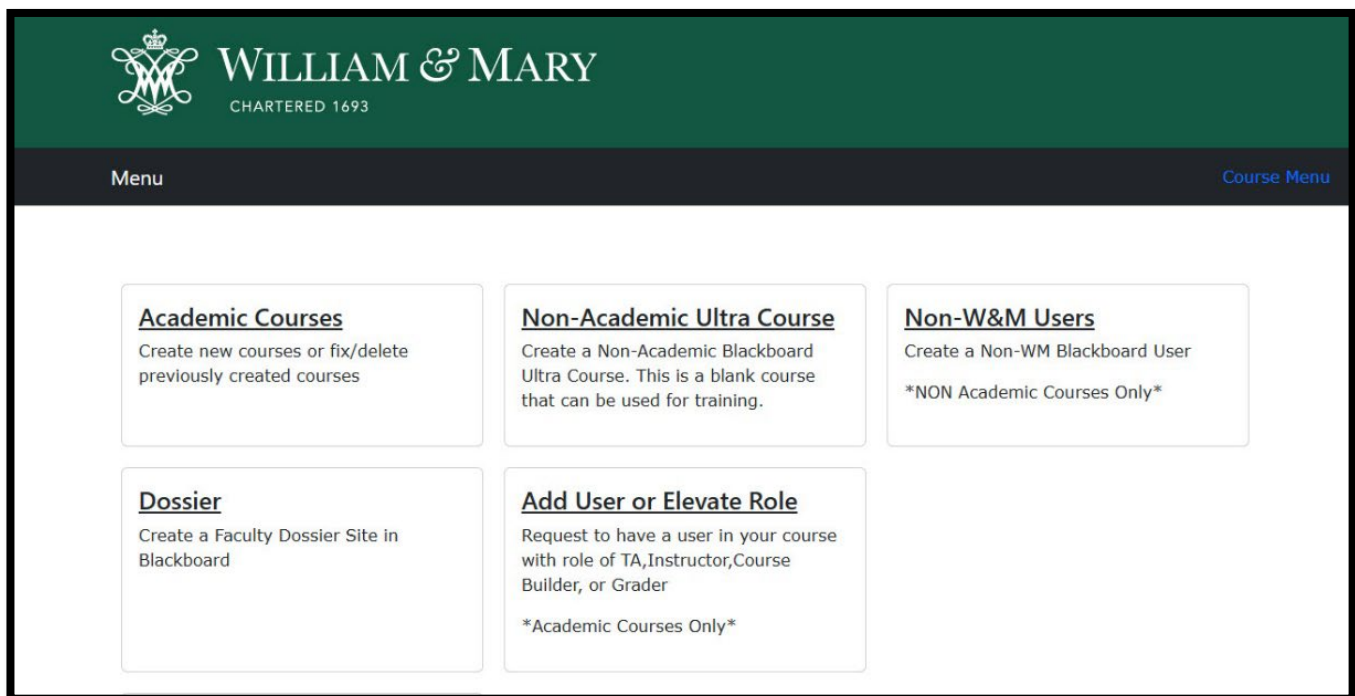 WILLIAM & MARY
CHARTERED 1693
Menu
Course Menu
Academic Courses
Create new courses or fix/delete
previously created courses
Non-Academic Ultra Course
Create a Non-Academic Blackboard
Ultra Course. This is a blank course
that can be used for training.
Non-W&M Users
Create a Non-WM Blackboard User
*NON Academic Courses Only*
Dossier
Create a Faculty Dossier Site in
Blackboard
Add User or Elevate Role
Request to have a user in your course
with role of TA,Instructor,Course
Builder, or Grader
*Academic Courses Only*